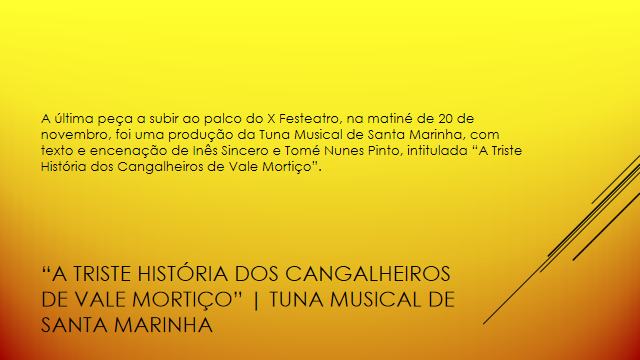 A última peça a subir ao palco do X Festeatro, na matiné de 20 de
novembro, foi uma produção da Tuna Musical de Santa Marinha, com
texto e encenação de Inês Sincero e Tomé Nunes Pinto, intitulada “A Triste
História dos Cangalheiros de Vale Mortiço”.
“A TRISTE HISTÓRIA DOS CANGALHEIROS
DE VALE MORTIÇO” | TUNA MUSICAL DE
SANTA MARINHA